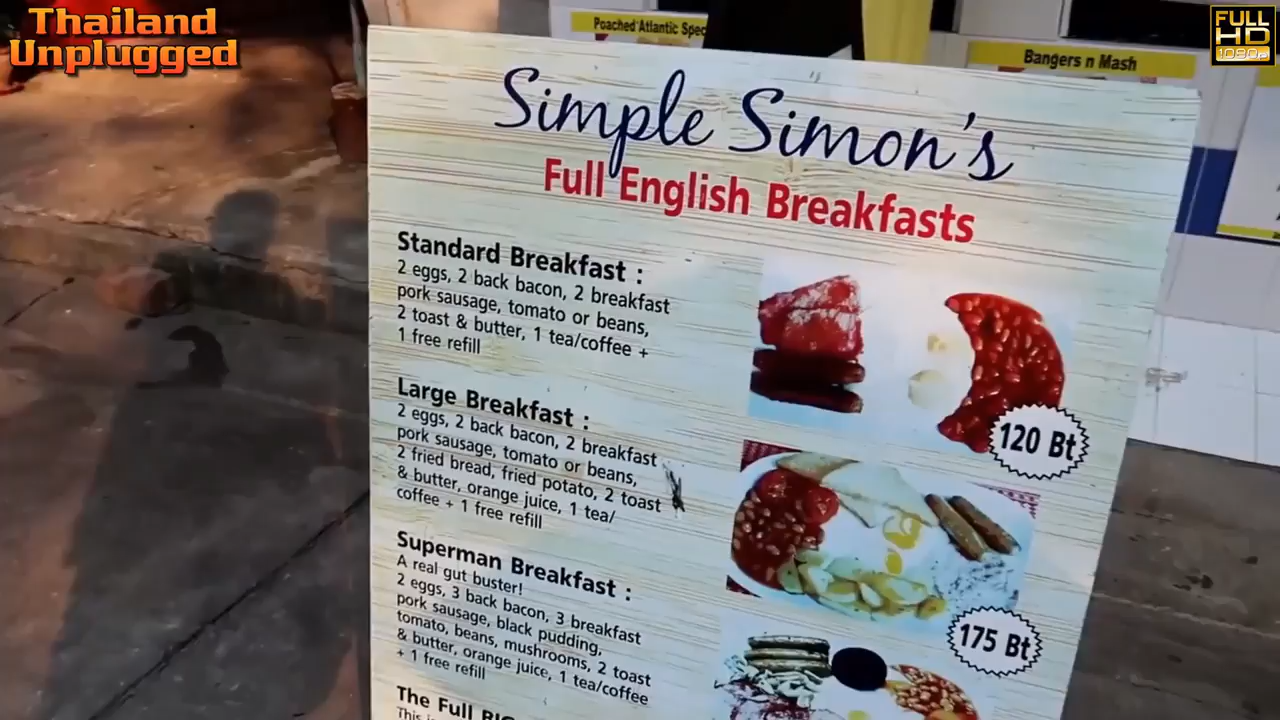 Thailand
Unplugged
FULL
HD
1080p
Poached Atlantic
Bangers n Mash
Simple Simon's
Full English Breakfasts
Standard Breakfast :
2 eggs, 2 back bacon, 2 breakfast
pork sausage, tomato or beans,
2 toast & butter, 1 tea/coffee +
1 free refill
120 Bt
Large Breakfast :
2 eggs, 2 back bacon, 2 breakfast
pork sausage, tomato or beans,
2 fried bread, fried potato, 2 toast
& butter, orange juice, 1 tea/
coffee + 1 free refill
175 Bt
Superman Breakfast :
A real gut buster!
2 eggs, 3 back bacon, 3 breakfast
pork sausage, black pudding,
tomato, beans, mushrooms, 2 toast
& butter, orange juice, 1 tea/coffee
+ 1 free refill
The Full